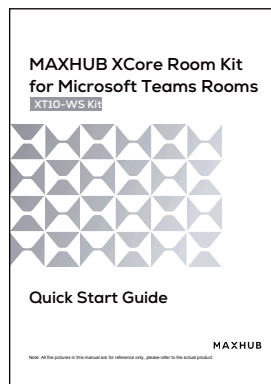 MAXHUB XCore Room Kit
for Microsoft Teams Rooms
XT10-WS Kit
Quick Start Guide
MAXHUB
Note: All the pictures in this manual are for reference only, please refer to the actual product.